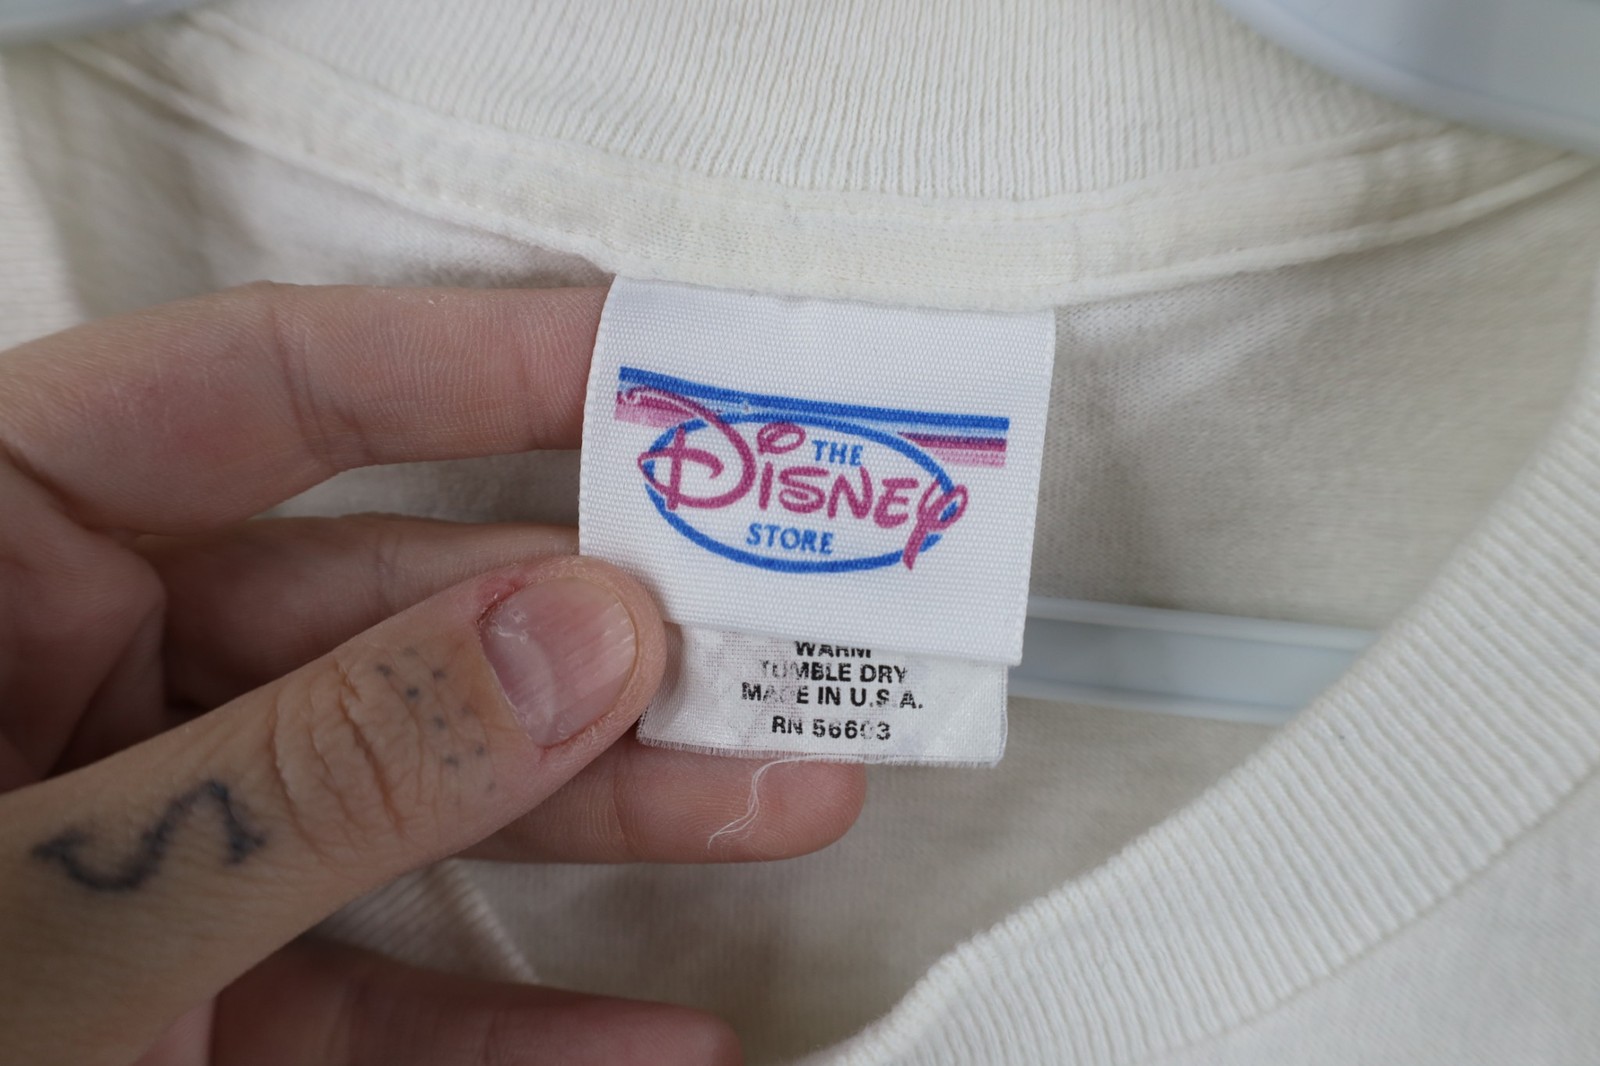 THE
DISNEY
STORE
WARM
TUMBLE DRY
MADE IN U.S.A.
RN 56603